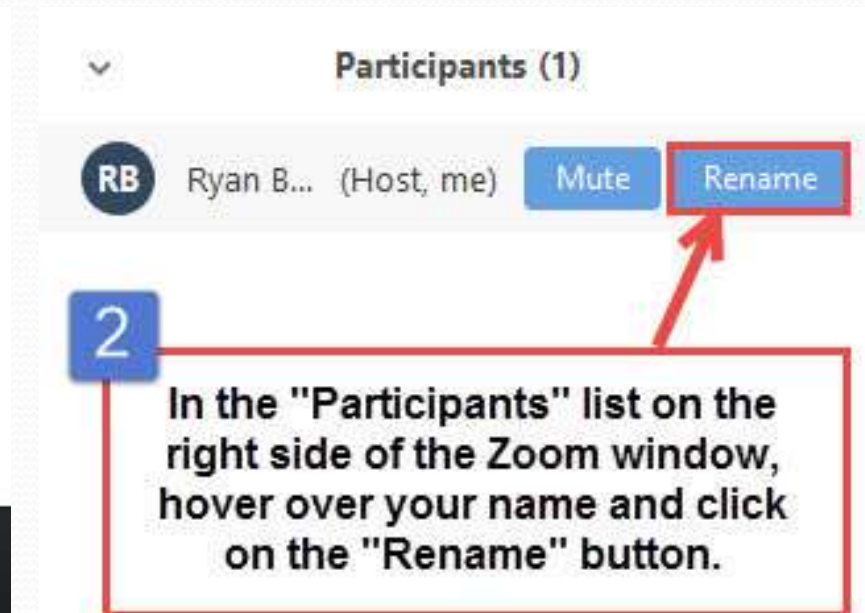 Participants (1)
RB Ryan B... (Host, me) Mute Rename
2
In the "Participants" list on the
right side of the Zoom window,
hover over your name and click
on the "Rename" button.